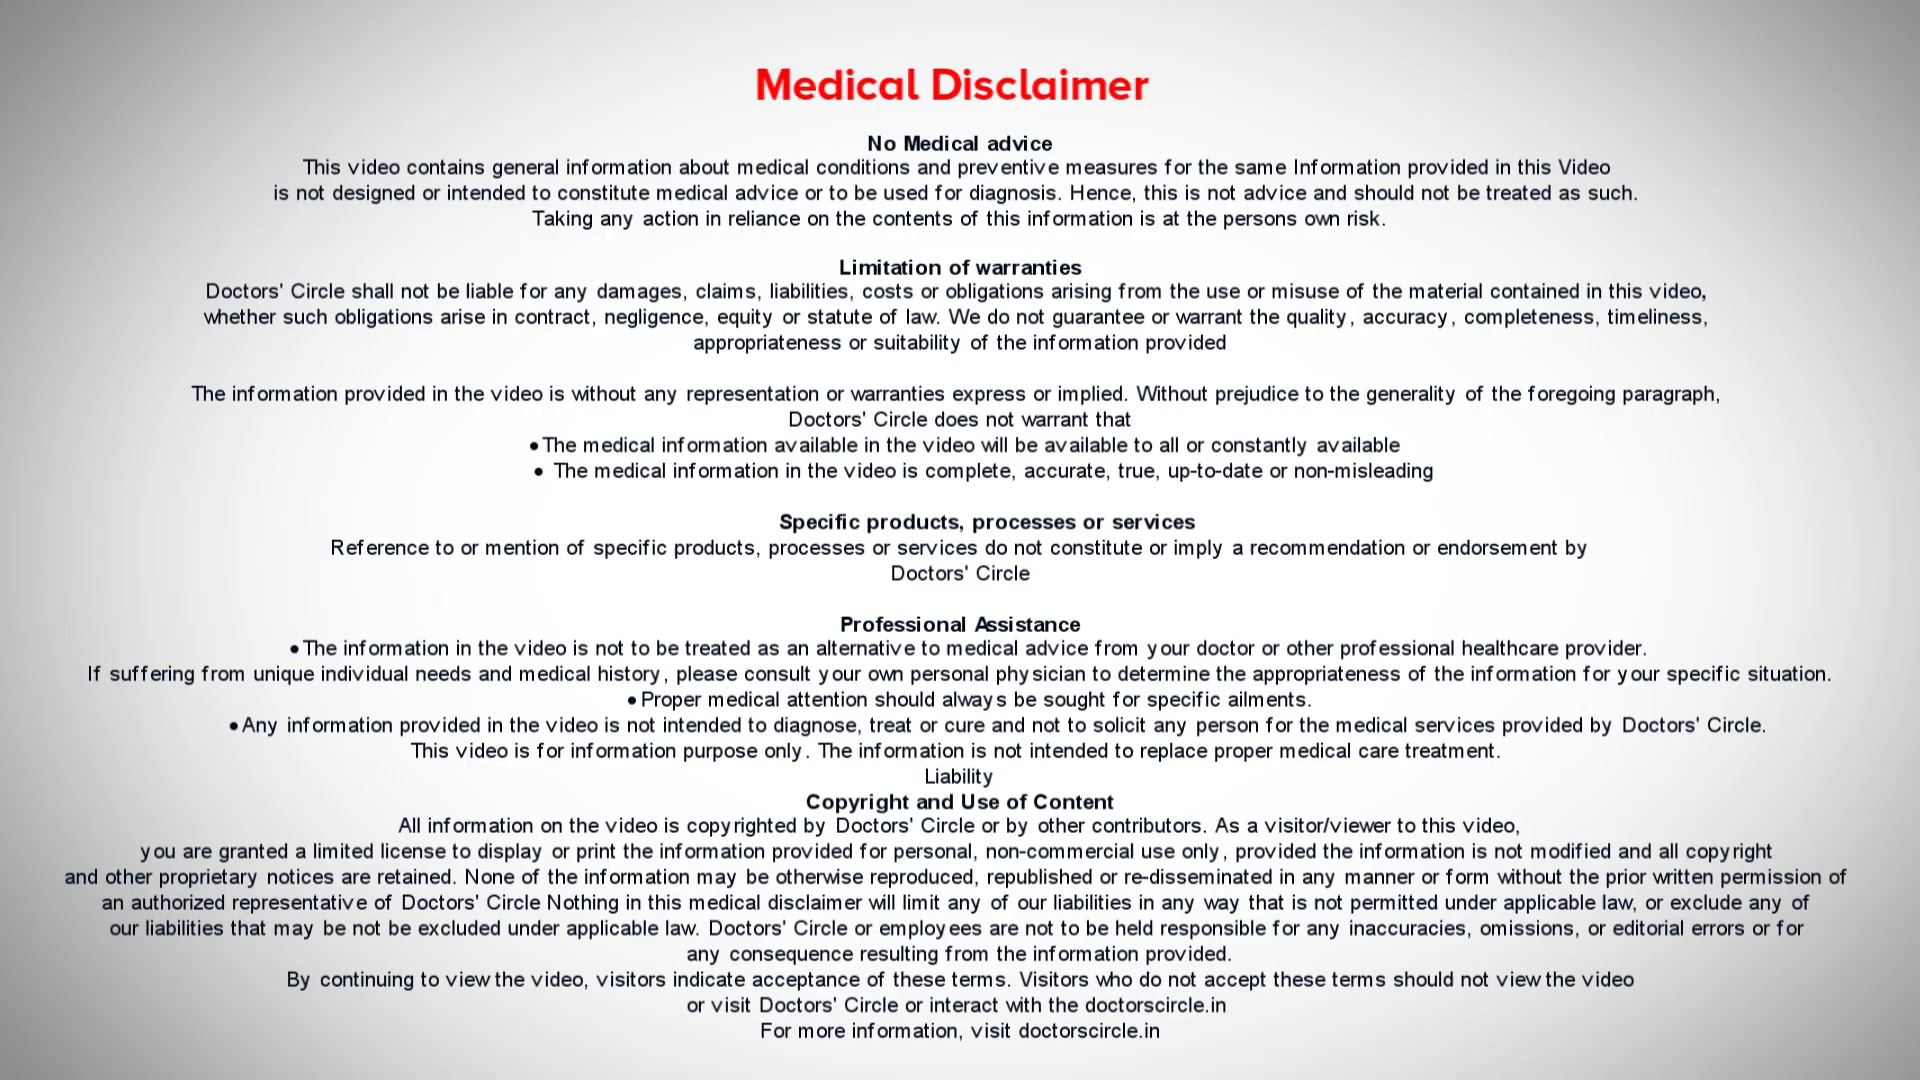 Medical Disclaimer
No Medical advice
This video contains general information about medical conditions and preventive measures for the same Information provided in this Video
is not designed or intended to constitute medical advice or to be used for diagnosis. Hence, this is not advice and should not be treated as such.
Taking any action in reliance on the contents of this information is at the persons own risk.
Limitation of warranties
Doctors' Circle shall not be liable for any damages, claims, liabilities, costs or obligations arising from the use or misuse of the material contained in this video,
whether such obligations arise in contract, negligence, equity or statute of law. We do not guarantee or warrant the quality, accuracy, completeness, timeliness,
appropriateness or suitability of the information provided
The information provided in the video is without any representation or warranties express or implied. Without prejudice to the generality of the foregoing paragraph,
Doctors' Circle does not warrant that
•The medical information available in the video will be available to all or constantly available
• The medical information in the video is complete, accurate, true, up-to-date or non-misleading
Specific products, processes or services
Reference to or mention of specific products, processes or services do not constitute or imply a recommendation or endorsement by
Doctors' Circle
Professional Assistance
•The information in the video is not to be treated as an alternative to medical advice from your doctor or other professional healthcare provider.
If suffering from unique individual needs and medical history, please consult your own personal physician to determine the appropriateness of the information for your specific situation.
•Proper medical attention should always be sought for specific ailments.
•Any information provided in the video is not intended to diagnose, treat or cure and not to solicit any person for the medical services provided by Doctors' Circle.
This video is for information purpose only. The information is not intended to replace proper medical care treatment.
Liability
Copyright and Use of Content
All information on the video is copyrighted by Doctors' Circle or by other contributors. As a visitor/viewer to this video,
you are granted a limited license to display or print the information provided for personal, non-commercial use only, provided the information is not modified and all copyright
and other proprietary notices are retained. None of the information may be otherwise reproduced, republished or re-disseminated in any manner or form without the prior written permission of
an authorized representative of Doctors' Circle Nothing in this medical disclaimer will limit any of our liabilities in any way that is not permitted under applicable law, or exclude any of
our liabilities that may be not be excluded under applicable law. Doctors' Circle or employees are not to be held responsible for any inaccuracies, omissions, or editorial errors or for
any consequence resulting from the information provided.
By continuing to view the video, visitors indicate acceptance of these terms. Visitors who do not accept these terms should not view the video
or visit Doctors' Circle or interact with the doctorscircle.in
For more information, visit doctorscircle.in